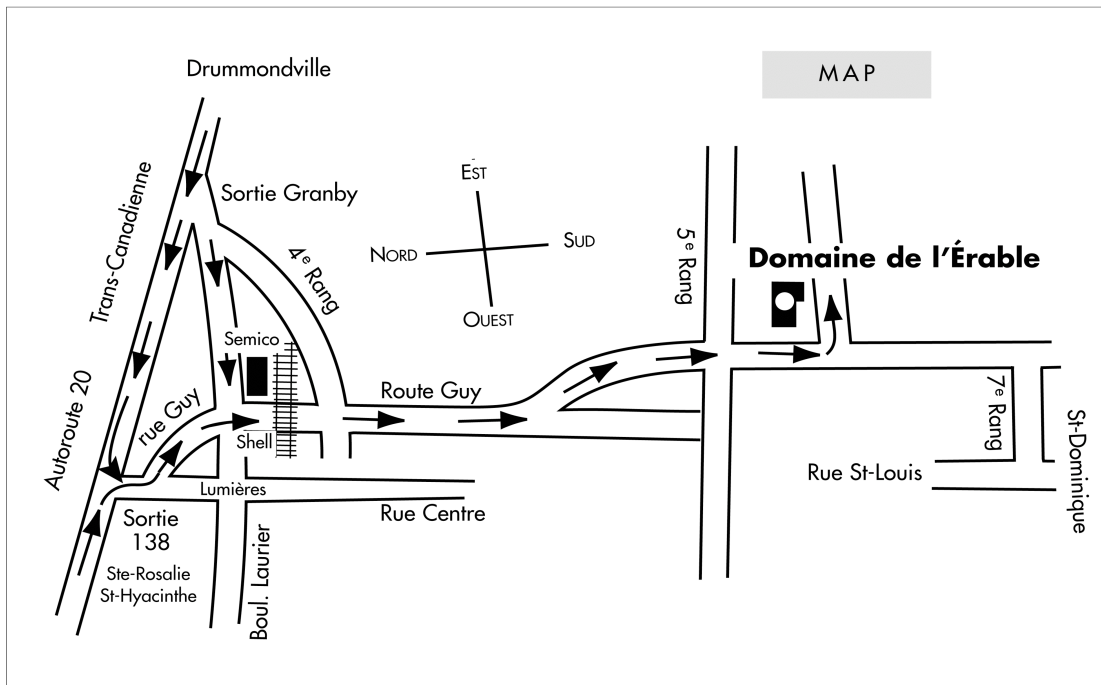 Drummondville
MAP
Trans-Canadienne
Sortie Granby
EST
NORD
SUD
OUEST
4e Rang
5e Rang
Domaine de l'Érable
Semico
Autoroute 20
rue Guy
Route Guy
Shell
7e Rang
St-Dominique
Rue St-Louis
Lumières
Rue Centre
Sortie
138
Ste-Rosalie
St-Hyacinthe
Boul. Laurier